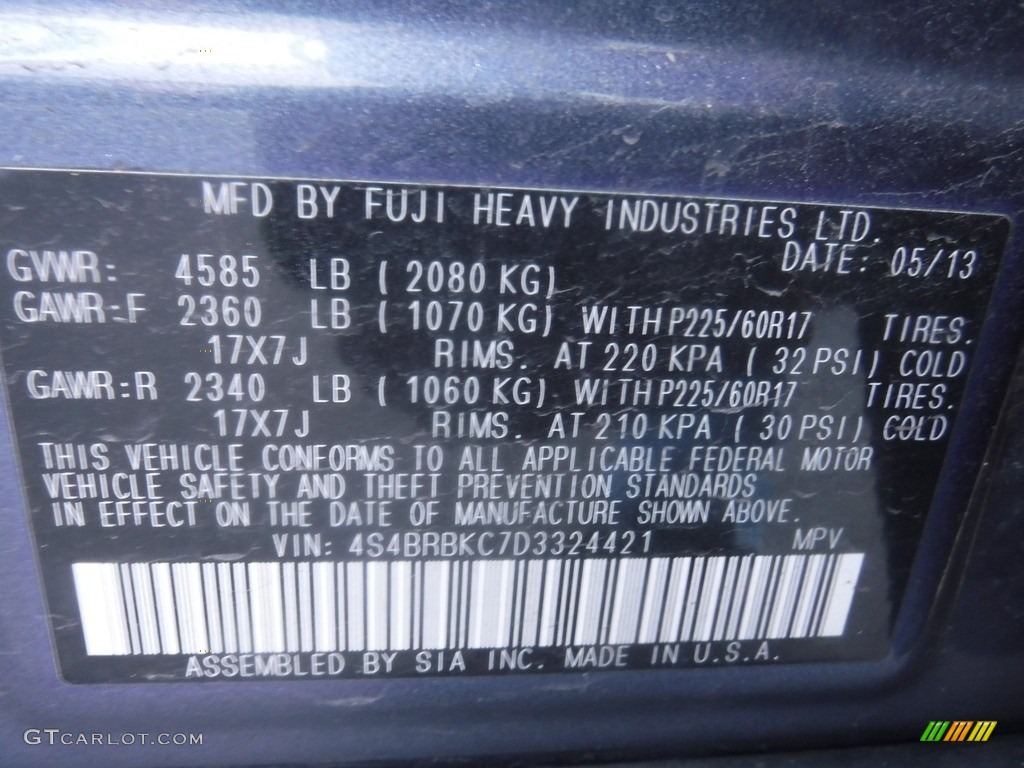 MFD BY FUJI HEAVY INDUSTRIES LTD.
DATE: 05/13
GVWR: 4585 LB ( 2080 KG)
GAWR:F 2360 LB ( 1070 KG) WITH P225/60R17 TIRES.
17X7J RIMS. AT 220 KPA ( 32 PSI) COLD
GAWR:R 2340 LB ( 1060 KG) WITH P225/60R17 TIRES.
17X7J RIMS. AT 210 KPA ( 30 PSI) COLD
THIS VEHICLE CONFORMS TO ALL APPLICABLE FEDERAL MOTOR
VEHICLE SAFETY AND THEFT PREVENTION STANDARDS
IN EFFECT ON THE DATE OF MANUFACTURE SHOWN ABOVE.
VIN: 4S4BRBKC7D3324421 MPV
ASSEMBLED BY SIA INC. MADE IN U.S.A.
GTCARLOT.COM